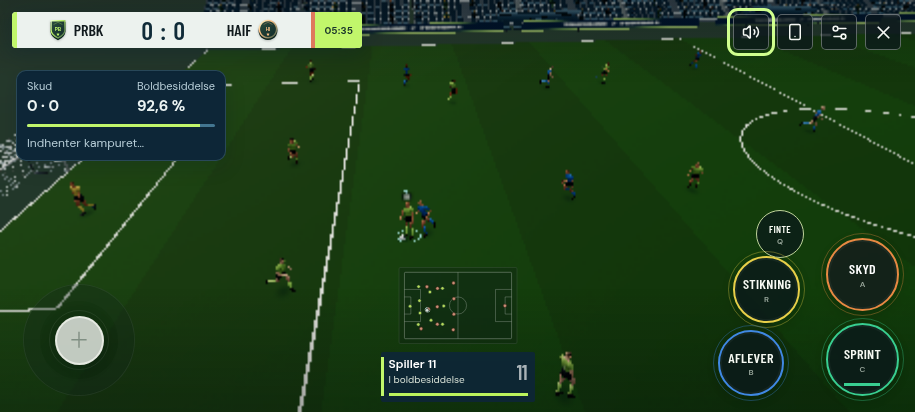 PRBK 0 : 0 HAIF 05:35
Skud Boldbesiddelse
0 · 0 92,6 %
Indhenter kampuret...
FINTE
Q
STIKNING
R
SKYD
A
AFLEVER
B
SPRINT
C
Spiller 11
I boldbesiddelse
11